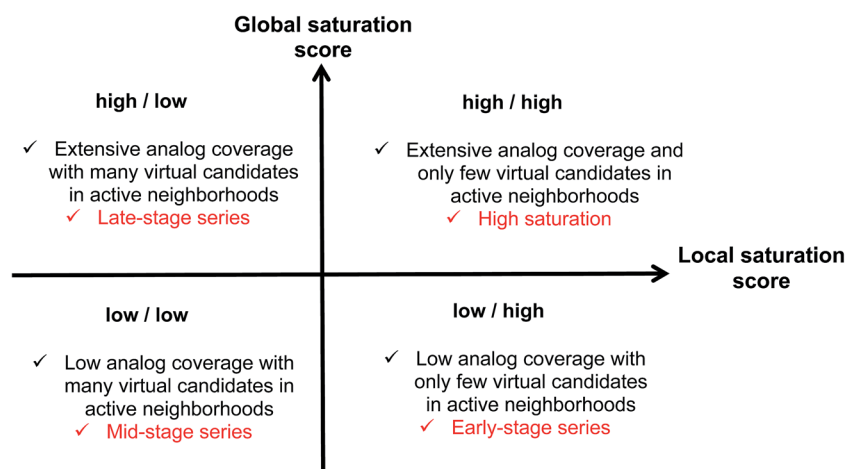 Global saturation
score
high / low
✓ Extensive analog coverage
with many virtual candidates
in active neighborhoods
✓ Late-stage series
high / high
✓ Extensive analog coverage and
only few virtual candidates in
active neighborhoods
✓ High saturation
Local saturation
score
low / low
✓ Low analog coverage with
many virtual candidates in
active neighborhoods
✓ Mid-stage series
low / high
✓ Low analog coverage with
only few virtual candidates
in active neighborhoods
✓ Early-stage series